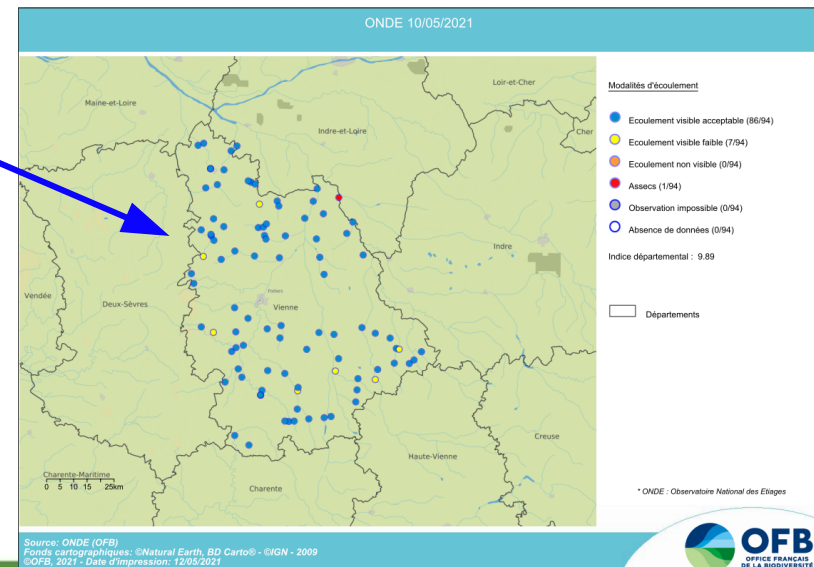 ONDE 10/05/2021
Loir-et-Cher
Maine-et-Loire
Indre-et-Loire
Cher
Indre
Vendée
Deux-Sèvres
Poitiers
Vienne
Creuse
Haute-Vienne
Charente-Maritime
Charente
0 5 10 15 25km
Modalités d'écoulement
Ecoulement visible acceptable (86/94)
Ecoulement visible faible (7/94)
Ecoulement non visible (0/94)
Assecs (1/94)
Observation impossible (0/94)
Absence de données (0/94)
Indice départemental : 9.89
Départements
* ONDE : Observatoire National des Etiages
Source: ONDE (OFB)
Fonds cartographiques: ©Natural Earth, BD Carto® - ©IGN - 2009
©OFB, 2021 - Date d'impression: 12/05/2021
OFB
OFFICE FRANÇAIS
DE LA BIODIVERSITÉ